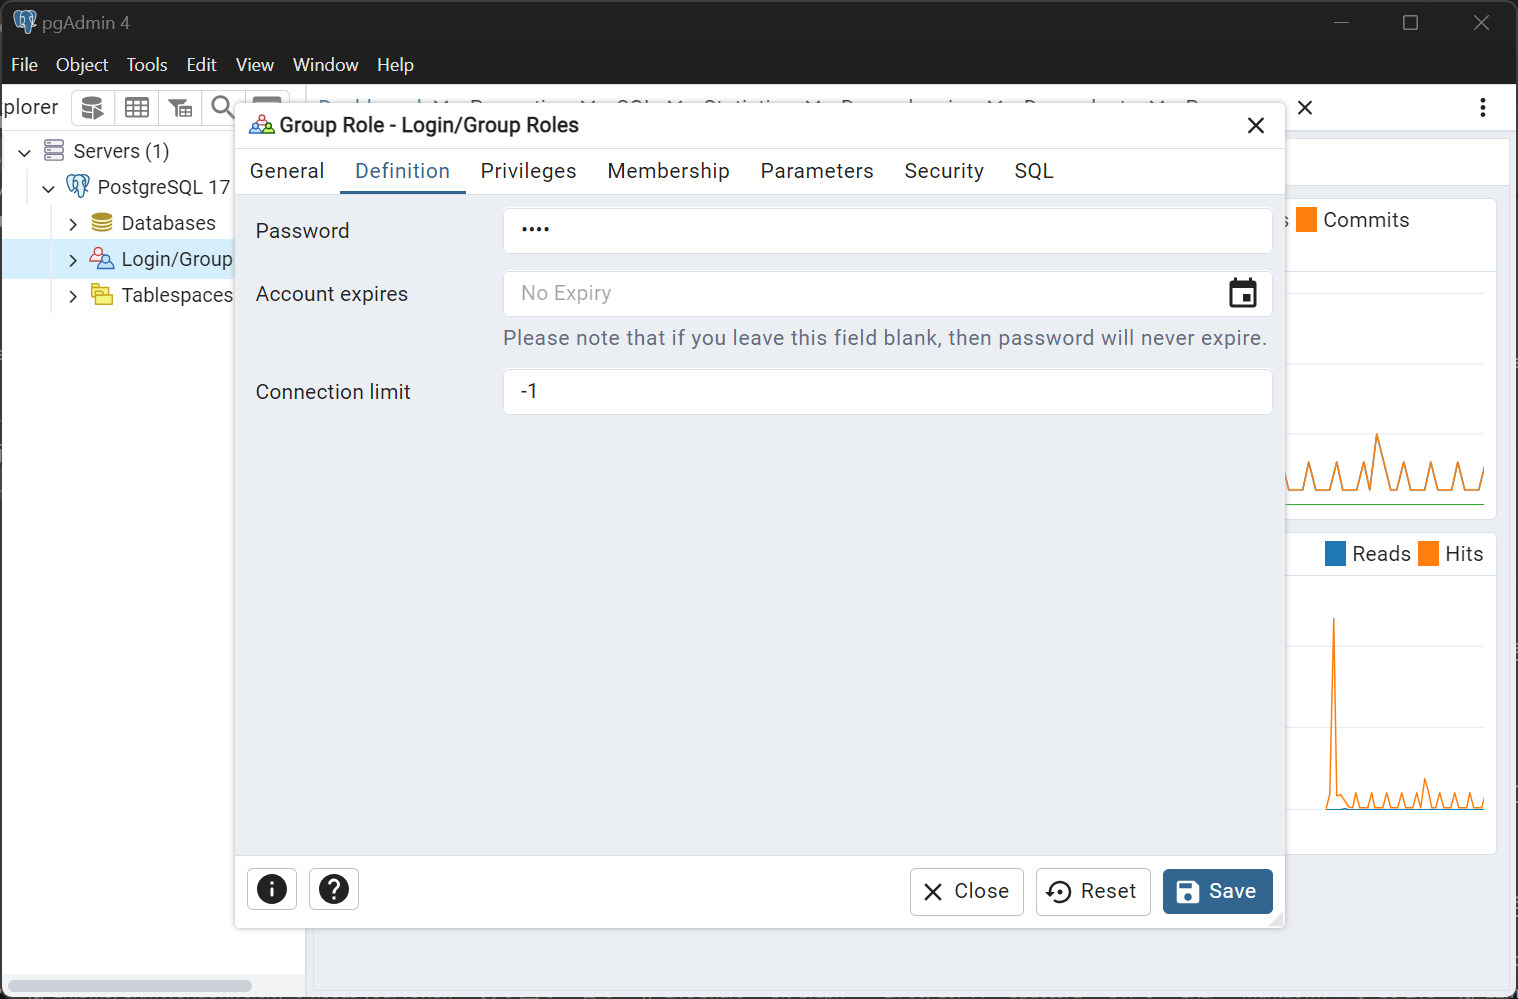 pgAdmin 4
File Object Tools Edit View Window Help
plorer
Group Role - Login/Group Roles
General Definition Privileges Membership Parameters Security SQL
Servers (1)
PostgreSQL 17
Databases
Login/Group
Tablespaces
Password ••••
Account expires No Expiry
Please note that if you leave this field blank, then password will never expire.
Connection limit -1
Commits
Reads Hits
Close Reset Save